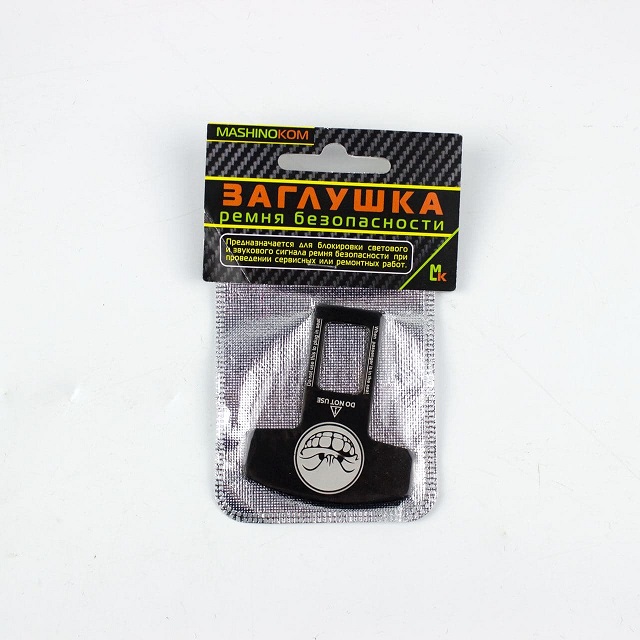 MASHINOKOM
ЗАГЛУШКА
ремня безопасности
Предназначается для блокировки светового
и звукового сигнала ремня безопасности при
проведении сервисных или ремонтных работ.
MK
DO NOT USE